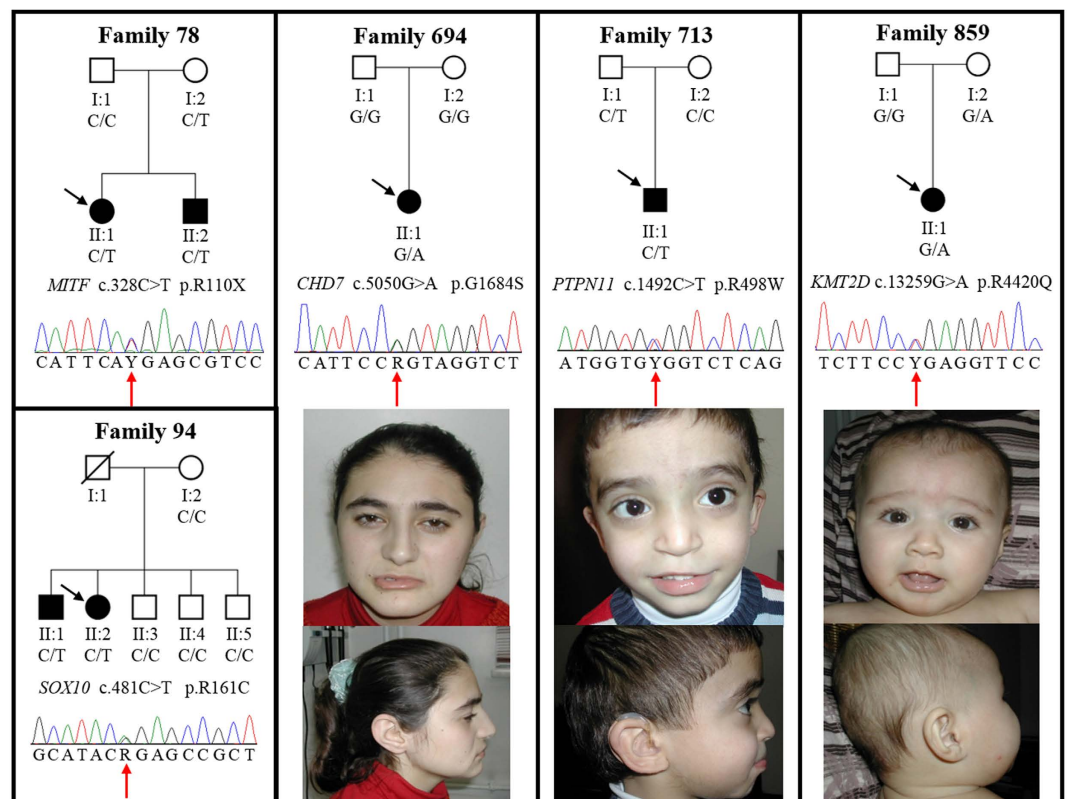 Family 78
I:1 I:2
C/C C/T
II:1 II:2
C/T C/T
MITF c.328C>T p.R110X
C A T T C A Y G A G C G T C C
Family 94
I:1 I:2
C/C
II:1 II:2 II:3 II:4 II:5
C/T C/T C/C C/C C/C
SOX10 c.481C>T p.R161C
G C A T A C R G A G C C G C T
Family 694
I:1 I:2
G/G G/G
II:1
G/A
CHD7 c.5050G>A p.G1684S
C A T T C C R G T A G G T C T
Family 713
I:1 I:2
C/T C/C
II:1
C/T
PTPN11 c.1492C>T p.R498W
A T G G T G Y G G T C T C A G
Family 859
I:1 I:2
G/G G/A
II:1
G/A
KMT2D c.13259G>A p.R4420Q
T C T T C C Y G A G G T T C C